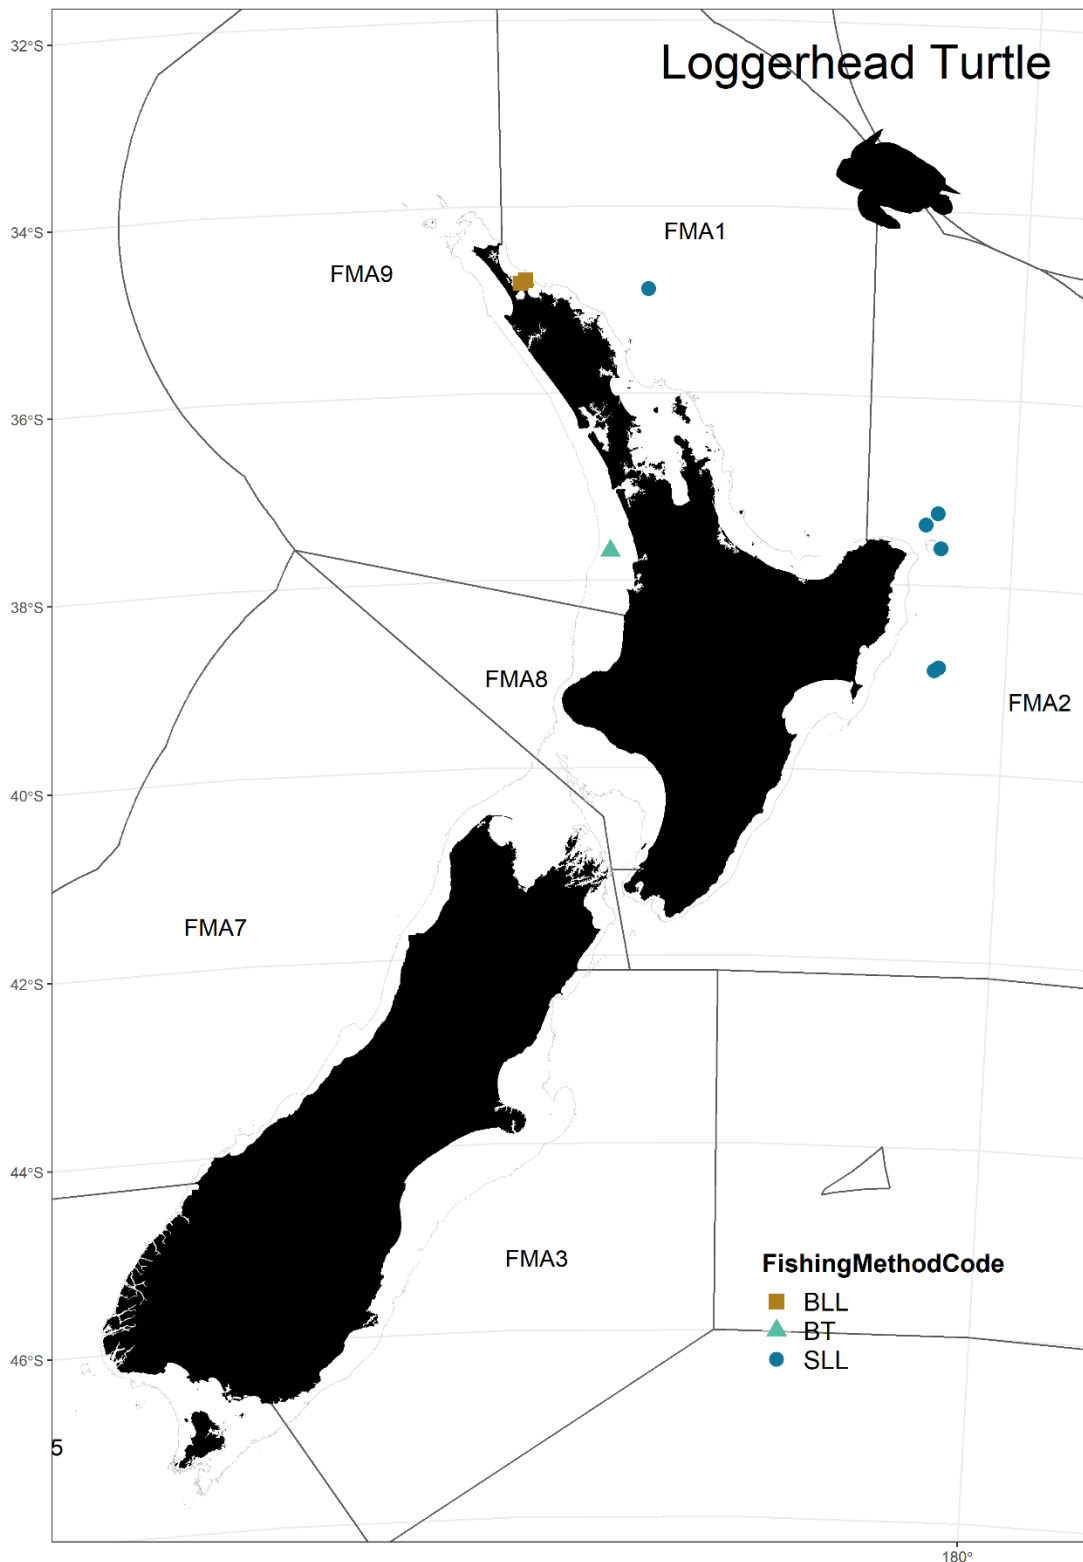 Loggerhead Turtle
32°S
34°S
36°S
38°S
40°S
42°S
44°S
46°S
FMA1
FMA9
FMA8
FMA2
FMA7
FMA3
FishingMethodCode
BLL
BT
SLL
5
180°